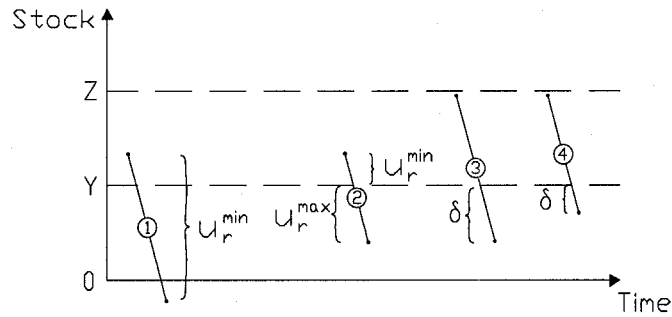 Stock
Z
Y
0
Time
① u_r^min
② u_r^max u_r^min
③ δ
④ δ